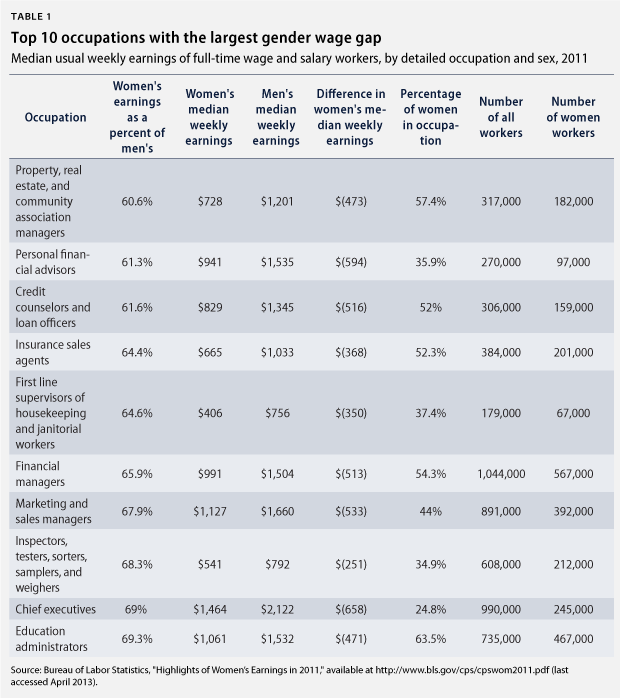 TABLE 1
Top 10 occupations with the largest gender wage gap
Median usual weekly earnings of full-time wage and salary workers, by detailed occupation and sex, 2011
Occupation
Women's
earnings
as a
percent of
men's
Women's
median
weekly
earnings
Men's
median
weekly
earnings
Difference in
women's me-
dian weekly
earnings
Percentage
of women
in occupa-
tion
Number
of all
workers
Number
of women
workers
Property, real
estate, and
community
association
managers
60.6% $728 $1,201 $(473) 57.4% 317,000 182,000
Personal finan-
cial advisors
61.3% $941 $1,535 $(594) 35.9% 270,000 97,000
Credit
counselors and
loan officers
61.6% $829 $1,345 $(516) 52% 306,000 159,000
Insurance sales
agents
64.4% $665 $1,033 $(368) 52.3% 384,000 201,000
First line
supervisors of
housekeeping
and janitorial
workers
64.6% $406 $756 $(350) 37.4% 179,000 67,000
Financial
managers
65.9% $991 $1,504 $(513) 54.3% 1,044,000 567,000
Marketing and
sales managers
67.9% $1,127 $1,660 $(533) 44% 891,000 392,000
Inspectors,
testers, sorters,
samplers, and
weighers
68.3% $541 $792 $(251) 34.9% 608,000 212,000
Chief executives 69% $1,464 $2,122 $(658) 24.8% 990,000 245,000
Education
administrators
69.3% $1,061 $1,532 $(471) 63.5% 735,000 467,000
Source: Bureau of Labor Statistics, "Highlights of Women's Earnings in 2011," available at http://www.bls.gov/cps/cpswom2011.pdf (last
accessed April 2013).